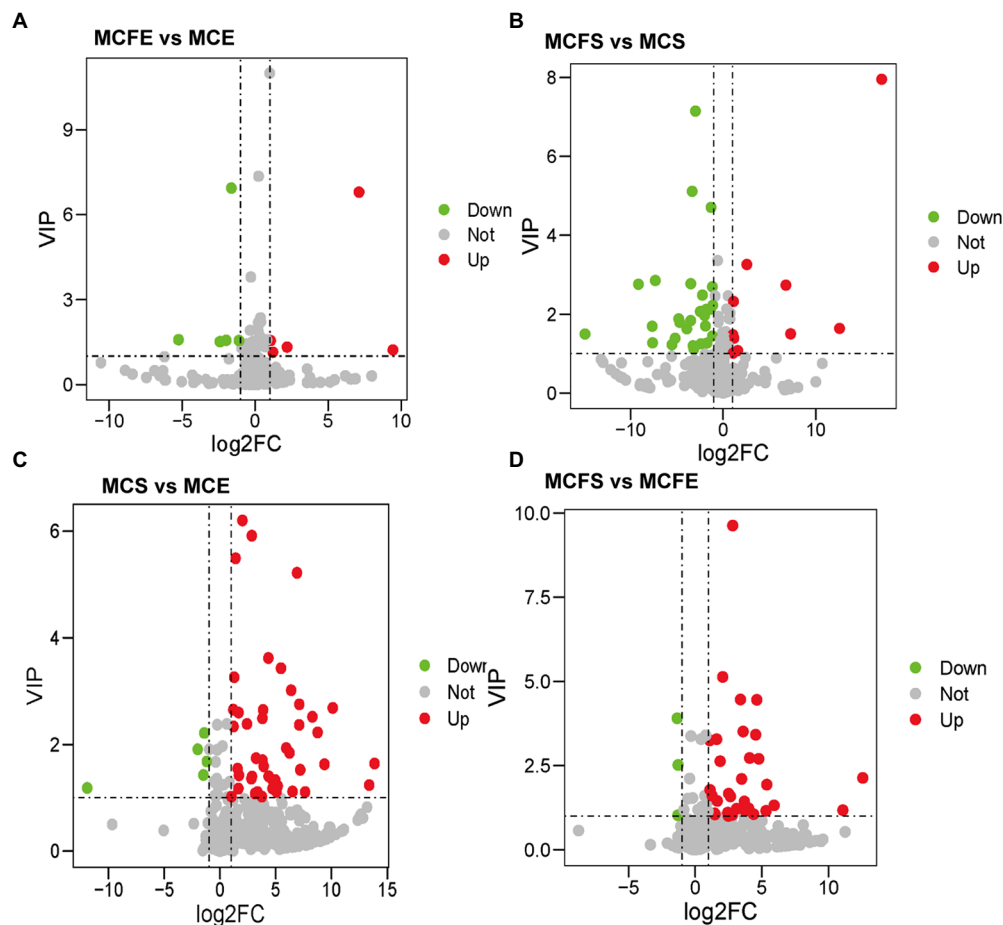 A
MCFE vs MCE
VIP
9
6
3
0
−10
−5
0
5
10
log2FC
Down
Not
Up
B
MCFS vs MCS
VIP
8
6
4
2
0
−10
0
10
log2FC
Down
Not
Up
C
MCS vs MCE
VIP
6
4
2
0
−10
−5
0
5
10
15
log2FC
Down
Not
Up
D
MCFS vs MCFE
VIP
10.0
7.5
5.0
2.5
0.0
−5
0
5
10
log2FC
Down
Not
Up